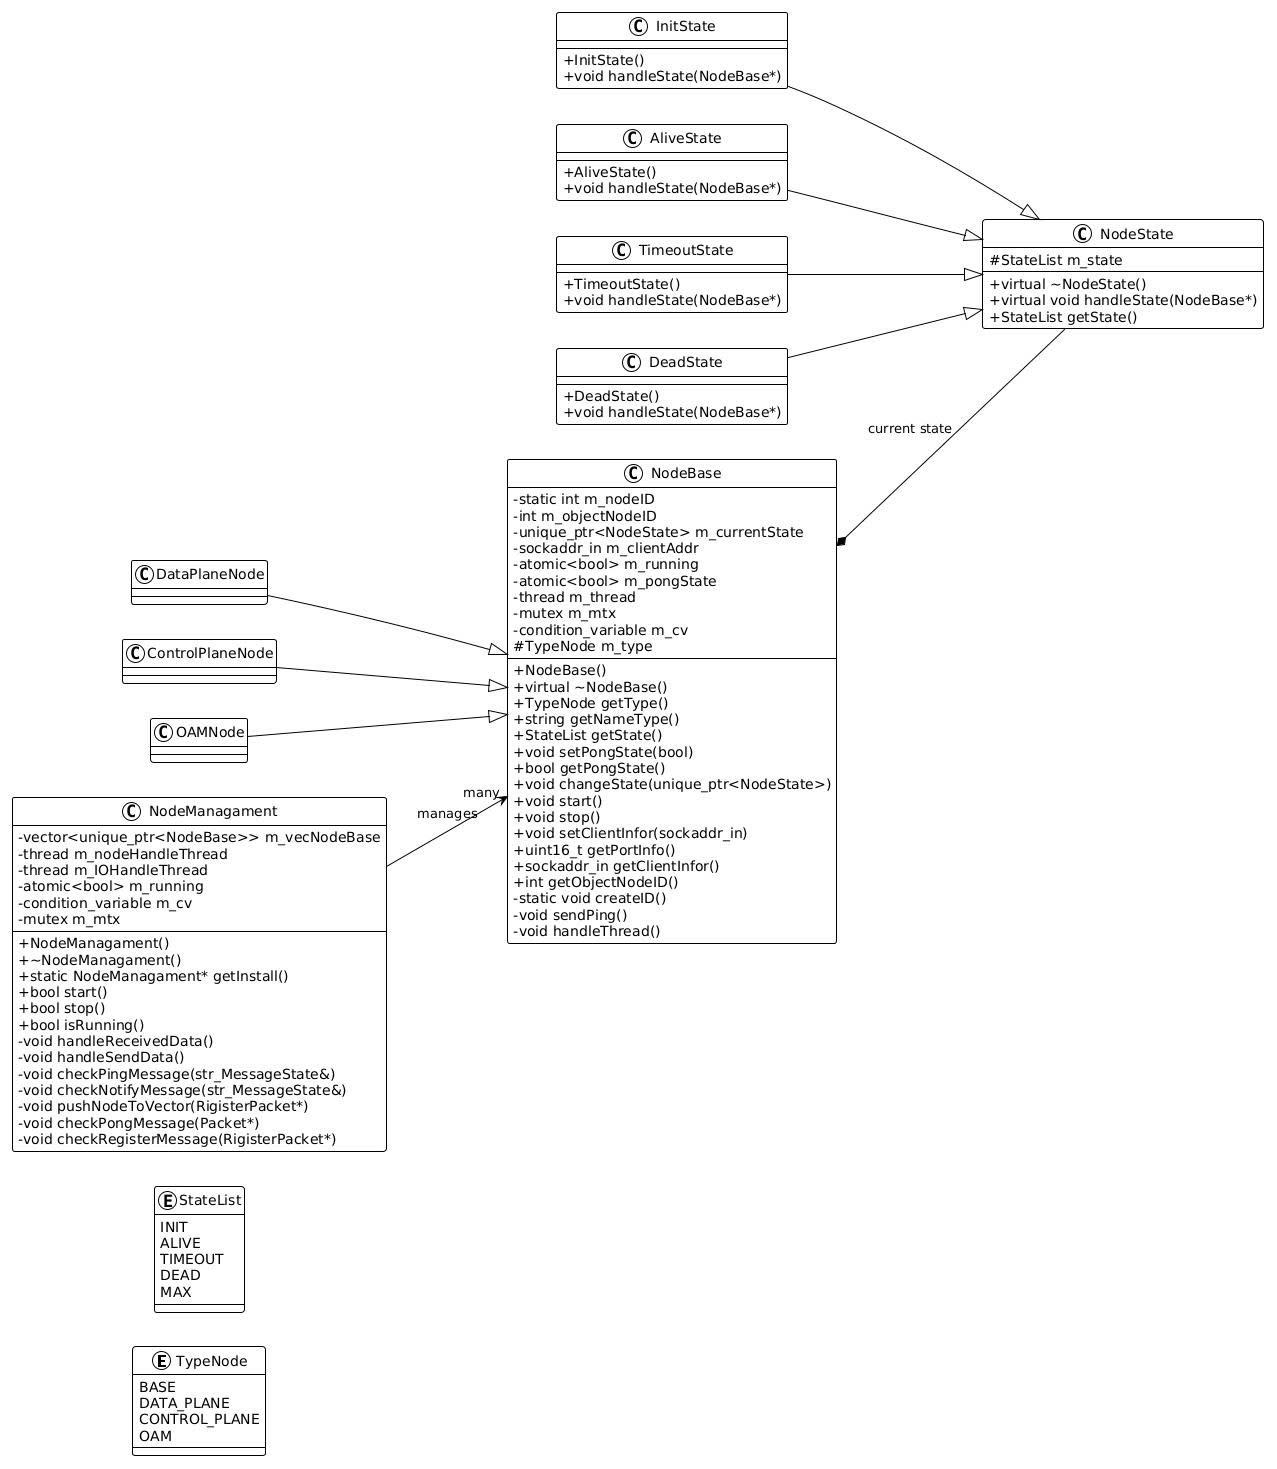 C InitState
+InitState()
+void handleState(NodeBase*)
C AliveState
+AliveState()
+void handleState(NodeBase*)
C TimeoutState
+TimeoutState()
+void handleState(NodeBase*)
C DeadState
+DeadState()
+void handleState(NodeBase*)
C NodeState
#StateList m_state
+virtual ~NodeState()
+virtual void handleState(NodeBase*)
+StateList getState()
current state
C NodeBase
-static int m_nodeID
-int m_objectNodeID
-unique_ptr<NodeState> m_currentState
-sockaddr_in m_clientAddr
-atomic<bool> m_running
-atomic<bool> m_pongState
-thread m_thread
-mutex m_mtx
-condition_variable m_cv
#TypeNode m_type
+NodeBase()
+virtual ~NodeBase()
+TypeNode getType()
+string getNameType()
+StateList getState()
+void setPongState(bool)
+bool getPongState()
+void changeState(unique_ptr<NodeState>)
+void start()
+void stop()
+void setClientInfor(sockaddr_in)
+uint16_t getPortInfo()
+sockaddr_in getClientInfor()
+int getObjectNodeID()
-static void createID()
-void sendPing()
-void handleThread()
C DataPlaneNode
C ControlPlaneNode
C OAMNode
many
manages
C NodeManagament
-vector<unique_ptr<NodeBase>> m_vecNodeBase
-thread m_nodeHandleThread
-thread m_IOHandleThread
-atomic<bool> m_running
-condition_variable m_cv
-mutex m_mtx
+NodeManagament()
+~NodeManagament()
+static NodeManagament* getInstall()
+bool start()
+bool stop()
+bool isRunning()
-void handleReceivedData()
-void handleSendData()
-void checkPingMessage(str_MessageState&)
-void checkNotifyMessage(str_MessageState&)
-void pushNodeToVector(RigisterPacket*)
-void checkPongMessage(Packet*)
-void checkRegisterMessage(RigisterPacket*)
E StateList
INIT
ALIVE
TIMEOUT
DEAD
MAX
E TypeNode
BASE
DATA_PLANE
CONTROL_PLANE
OAM